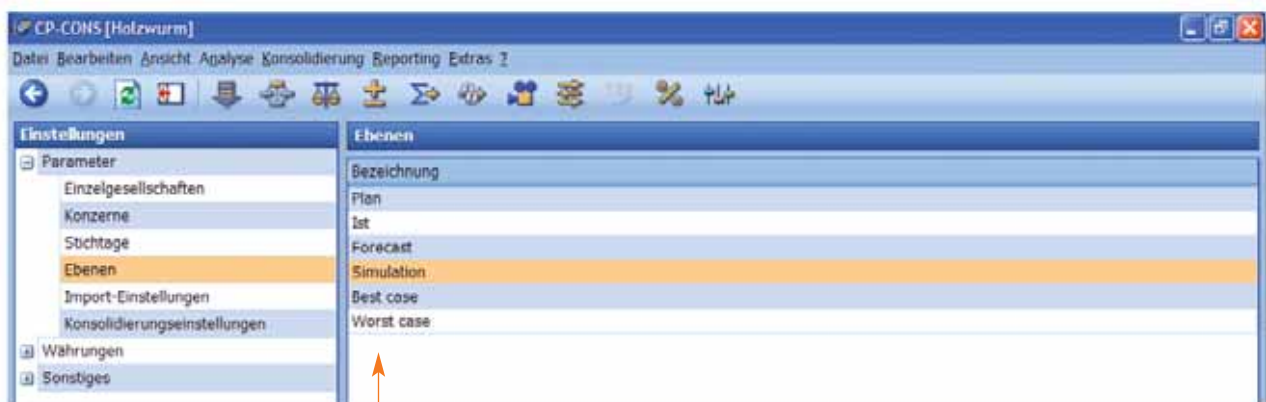 CP-CONS [Holzwurm]
Datei Bearbeiten Ansicht Analyse Konsolidierung Reporting Extras ?
Einstellungen
Parameter
Einzelgesellschaften
Konzerne
Stichtage
Ebenen
Import-Einstellungen
Konsolidierungseinstellungen
Währungen
Sonstiges
Ebenen
Bezeichnung
Plan
Ist
Forecast
Simulation
Best case
Worst case